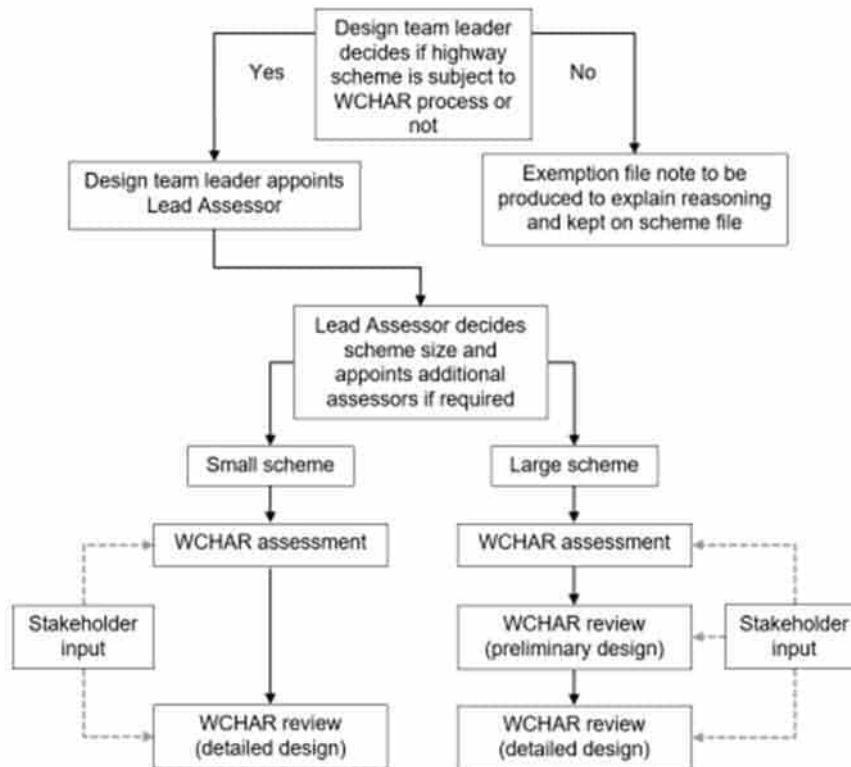 Design team leader
decides if highway
scheme is subject to
WCHAR process or
not
Yes
No
Design team leader appoints
Lead Assessor
Exemption file note to be
produced to explain reasoning
and kept on scheme file
Lead Assessor decides
scheme size and
appoints additional
assessors if required
Small scheme
Large scheme
WCHAR assessment
WCHAR assessment
Stakeholder
input
WCHAR review
(preliminary design)
Stakeholder
input
WCHAR review
(detailed design)
WCHAR review
(detailed design)